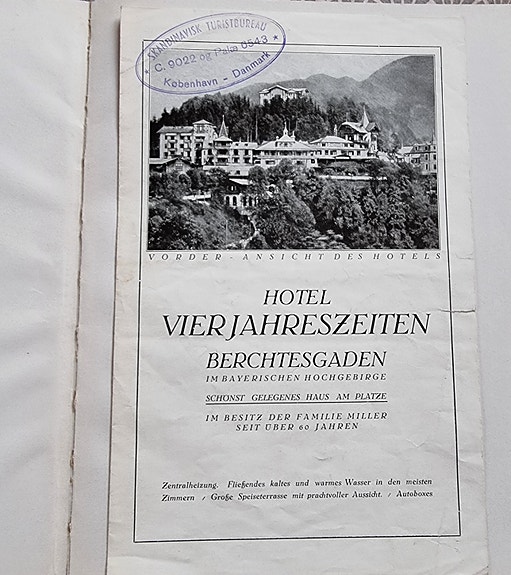 SKANDINAVISK TURISTBUREAU
C. 9022 og Palæ 6543
København - Danmark
VORDER-ANSICHT DES HOTELS
HOTEL
VIER JAHRESZEITEN
BERCHTESGADEN
IM BAYERISCHEN HOCHGEBIRGE
SCHÖNST GELEGENES HAUS AM PLATZE
IM BESITZ DER FAMILIE MILLER
SEIT ÜBER 60 JAHREN
Zentralheizung. Fließendes kaltes und warmes Wasser in den meisten
Zimmern / Große Speiseterrasse mit prachtvoller Aussicht. / Autoboxes